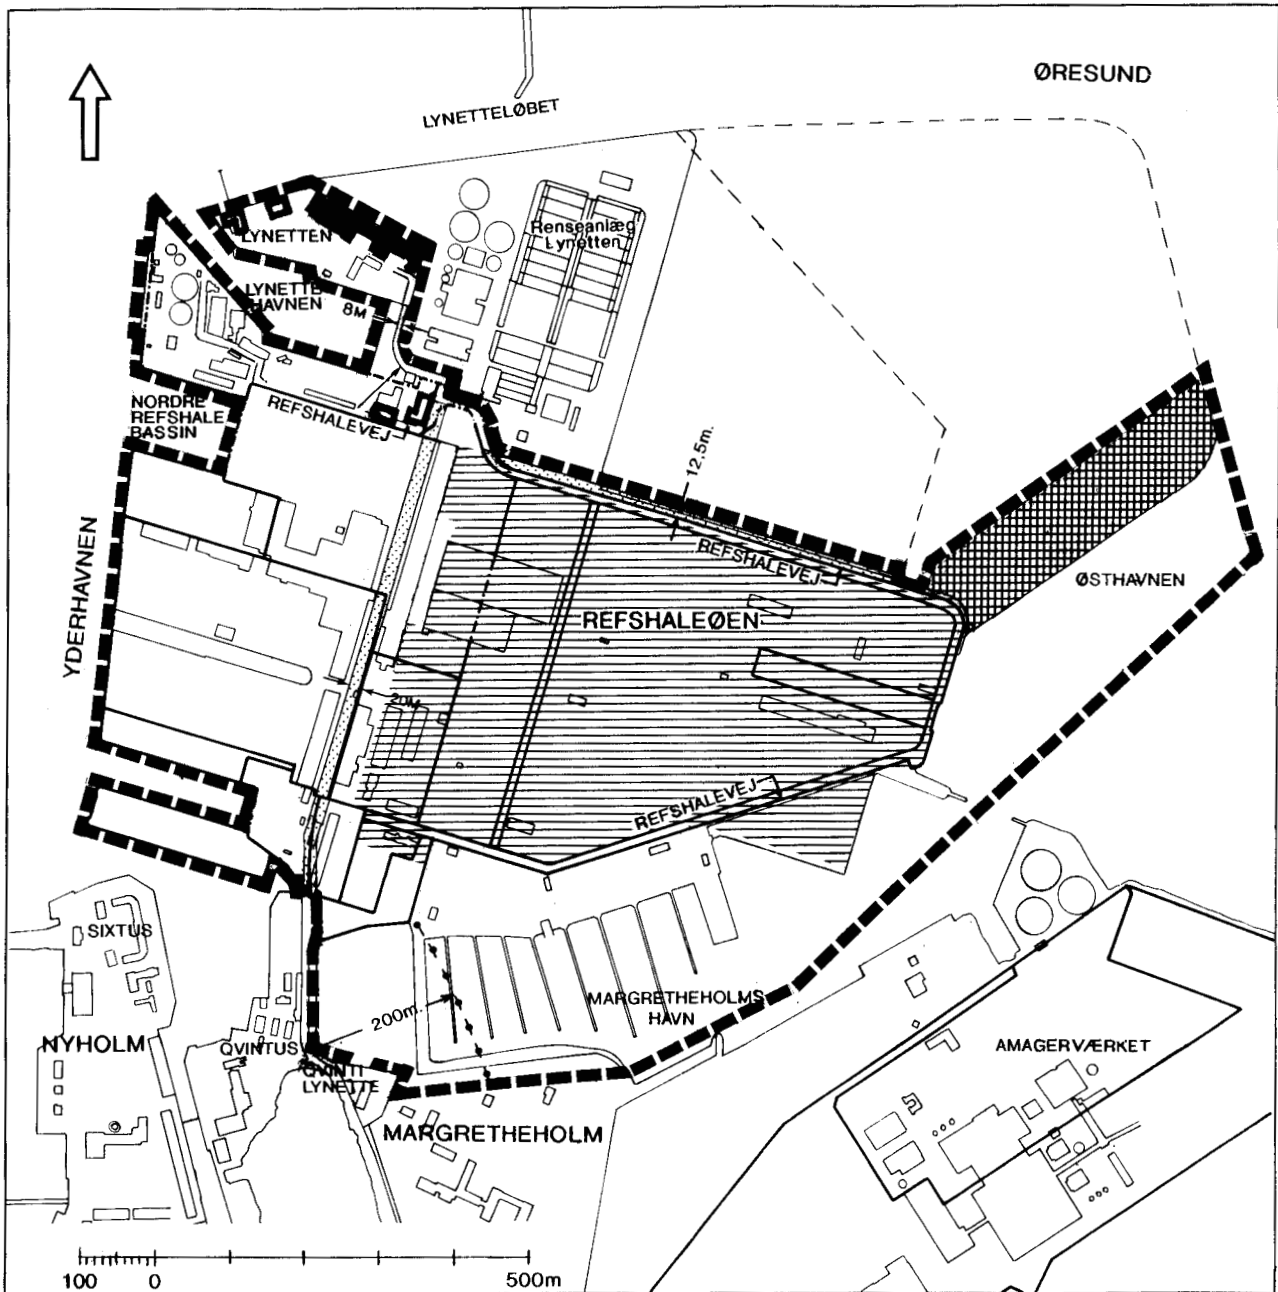 ØRESUND
LYNETTELØBET
Renseanlæg
Lynetten
LYNETTEN
LYNETTE
HAVNEN
8M
NORDRE
REFSHALE
BASSIN
REFSHALEVEJ
12,5m.
REFSHALEVEJ
ØSTHAVNEN
YDERHAVNEN
REFSHALEØEN
20M
REFSHALEVEJ
SIXTUS
MARGRETHEHOLMS
HAVN
200m.
NYHOLM
QVINTUS
QVINTI
LYNETTE
AMAGERVÆRKET
MARGRETHEHOLM
100 0 500m